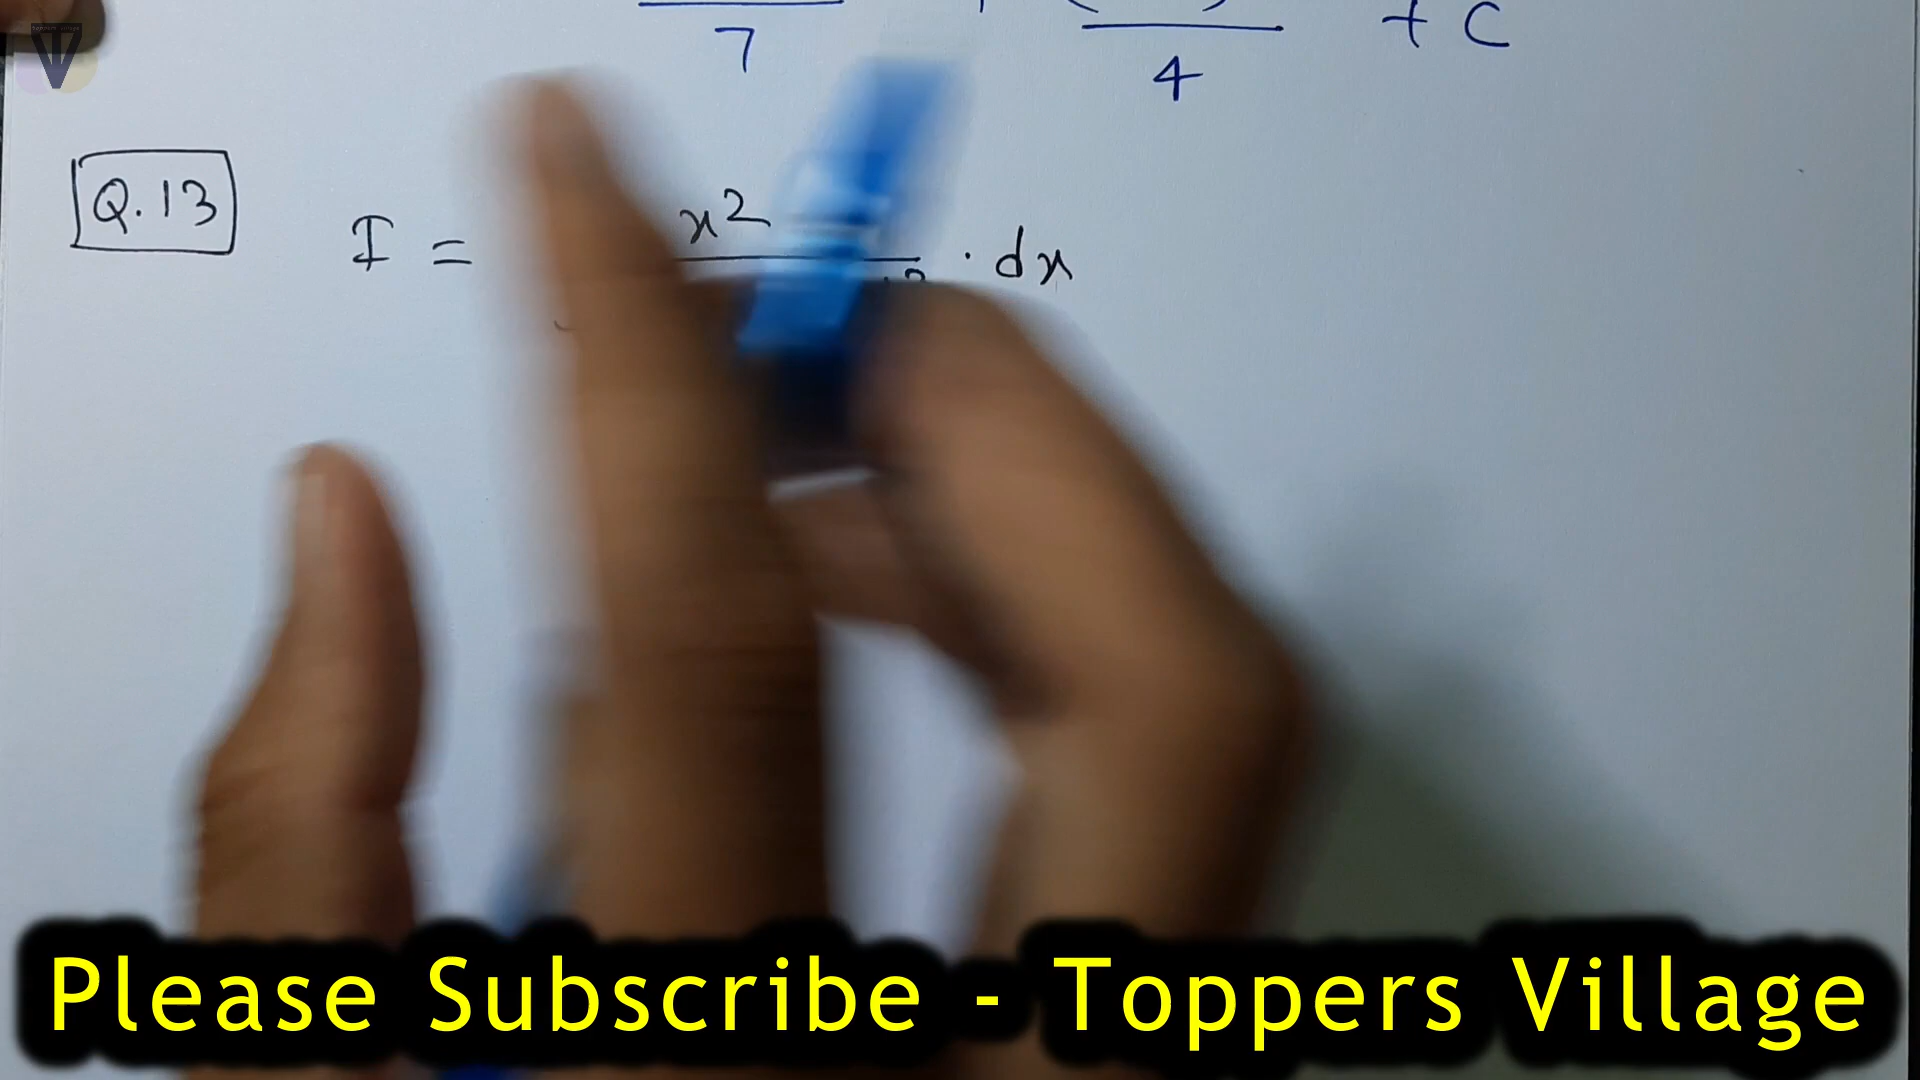 7 4 + C
Q.13 I = x² · dx
Please Subscribe - Toppers Village